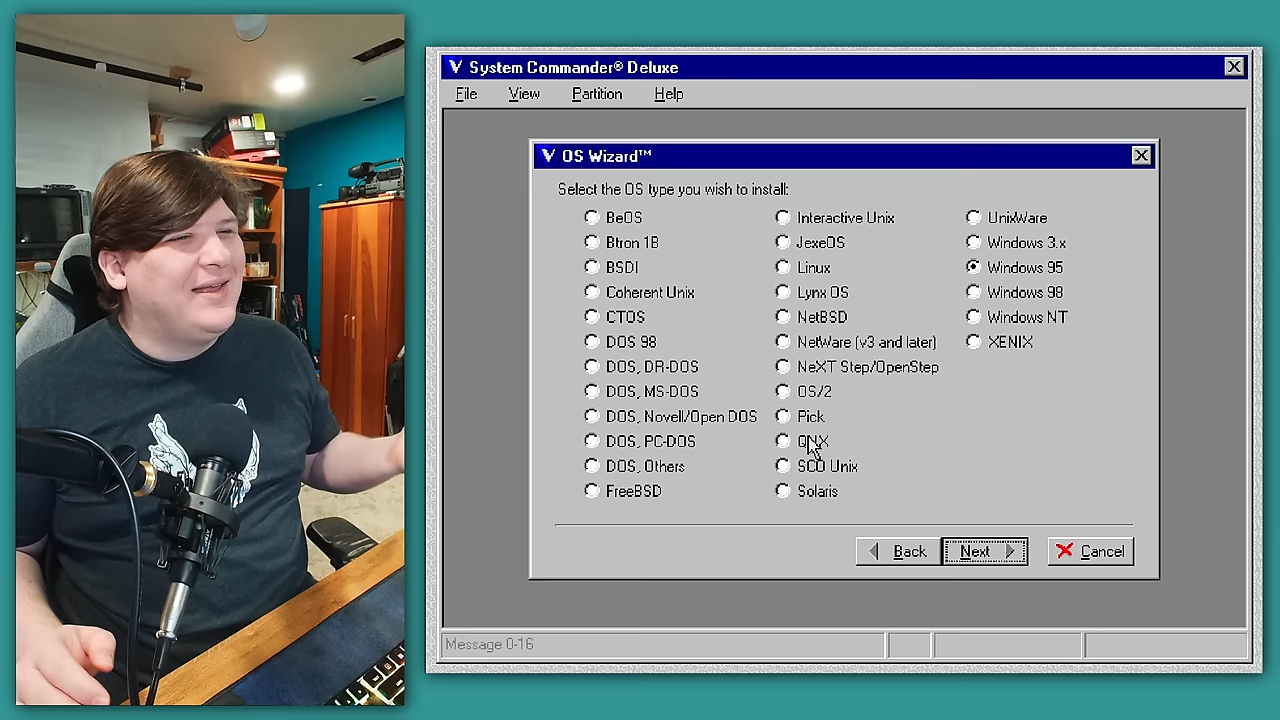 System Commander® Deluxe
File View Partition Help
OS Wizard™
Select the OS type you wish to install:
BeOS
Btron 1B
BSDI
Coherent Unix
CTOS
DOS 98
DOS, DR-DOS
DOS, MS-DOS
DOS, Novell/Open DOS
DOS, PC-DOS
DOS, Others
FreeBSD
Interactive Unix
JexeOS
Linux
Lynx OS
NetBSD
NetWare (v3 and later)
NeXT Step/OpenStep
OS/2
Pick
QNX
SCO Unix
Solaris
UnixWare
Windows 3.x
Windows 95
Windows 98
Windows NT
XENIX
Back Next Cancel
Message 0-16